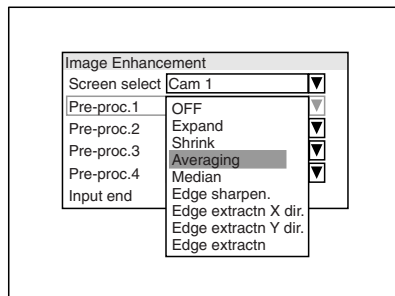 Image Enhancement
Screen select Cam 1
Pre-proc.1
Pre-proc.2
Pre-proc.3
Pre-proc.4
Input end
OFF
Expand
Shrink
Averaging
Median
Edge sharpen.
Edge extractn X dir.
Edge extractn Y dir.
Edge extractn